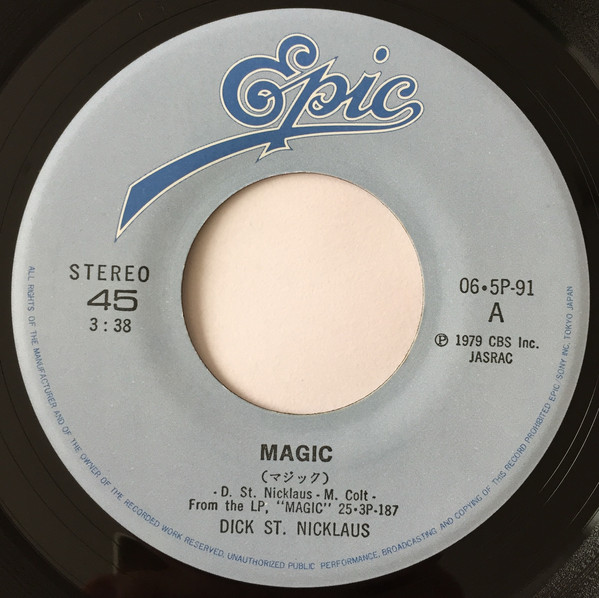 Epic
STEREO
45
3:38
06•5P-91
A
℗ 1979 CBS Inc.
JASRAC
MAGIC
(マジック)
- D. St. Nicklaus - M. Colt -
From the LP, "MAGIC" 25•3P-187
DICK ST. NICKLAUS
ALL RIGHTS OF THE MANUFACTURER AND OF THE OWNER OF THE RECORDED WORK RESERVED. UNAUTHORIZED PUBLIC PERFORMANCE, BROADCASTING AND COPYING OF THIS RECORD PROHIBITED EPIC/SONY INC. TOKYO JAPAN